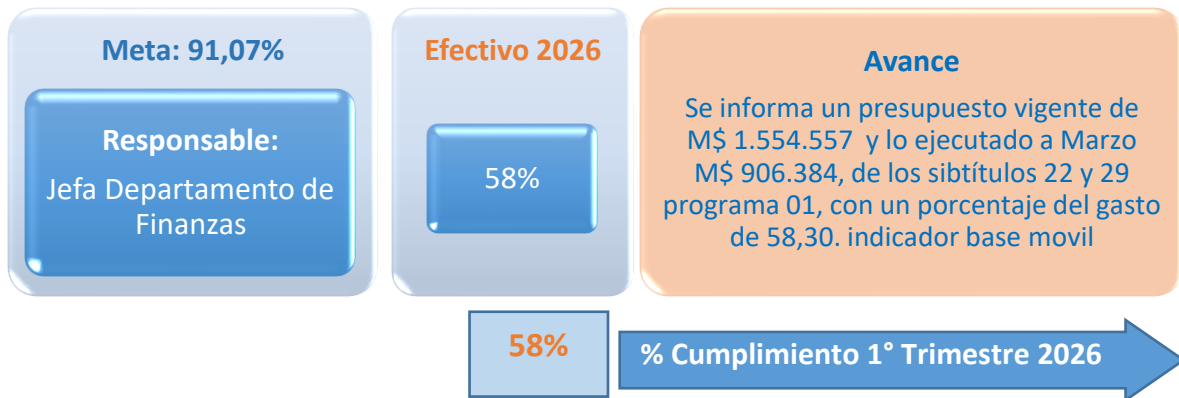 Meta: 91,07%
Responsable:
Jefa Departamento de
Finanzas
Efectivo 2026
58%
Avance
Se informa un presupuesto vigente de
M$ 1.554.557 y lo ejecutado a Marzo
M$ 906.384, de los sibtítulos 22 y 29
programa 01, con un porcentaje del gasto
de 58,30. indicador base movil
58%
% Cumplimiento 1° Trimestre 2026